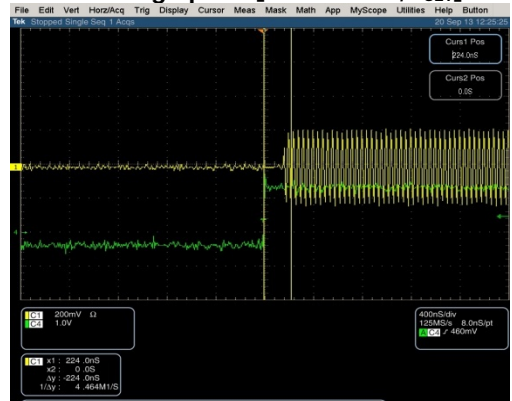 File Edit Vert Horz/Acq Trig Display Cursor Meas Mask Math App MyScope Utilities Help Button
Tek Stopped Single Seq 1 Acqs 20 Sep 13 12:25:25
Curs1 Pos
224.0nS
Curs2 Pos
0.0S
1
4
C1 200mV Ω
C4 1.0V
400nS/div
125MS/s 8.0nS/pt
A C4 460mV
C1 x1 : 224 .0nS
x2 : 0 .0S
Δy : -224 .0nS
1/Δy : 4 .464M1/S